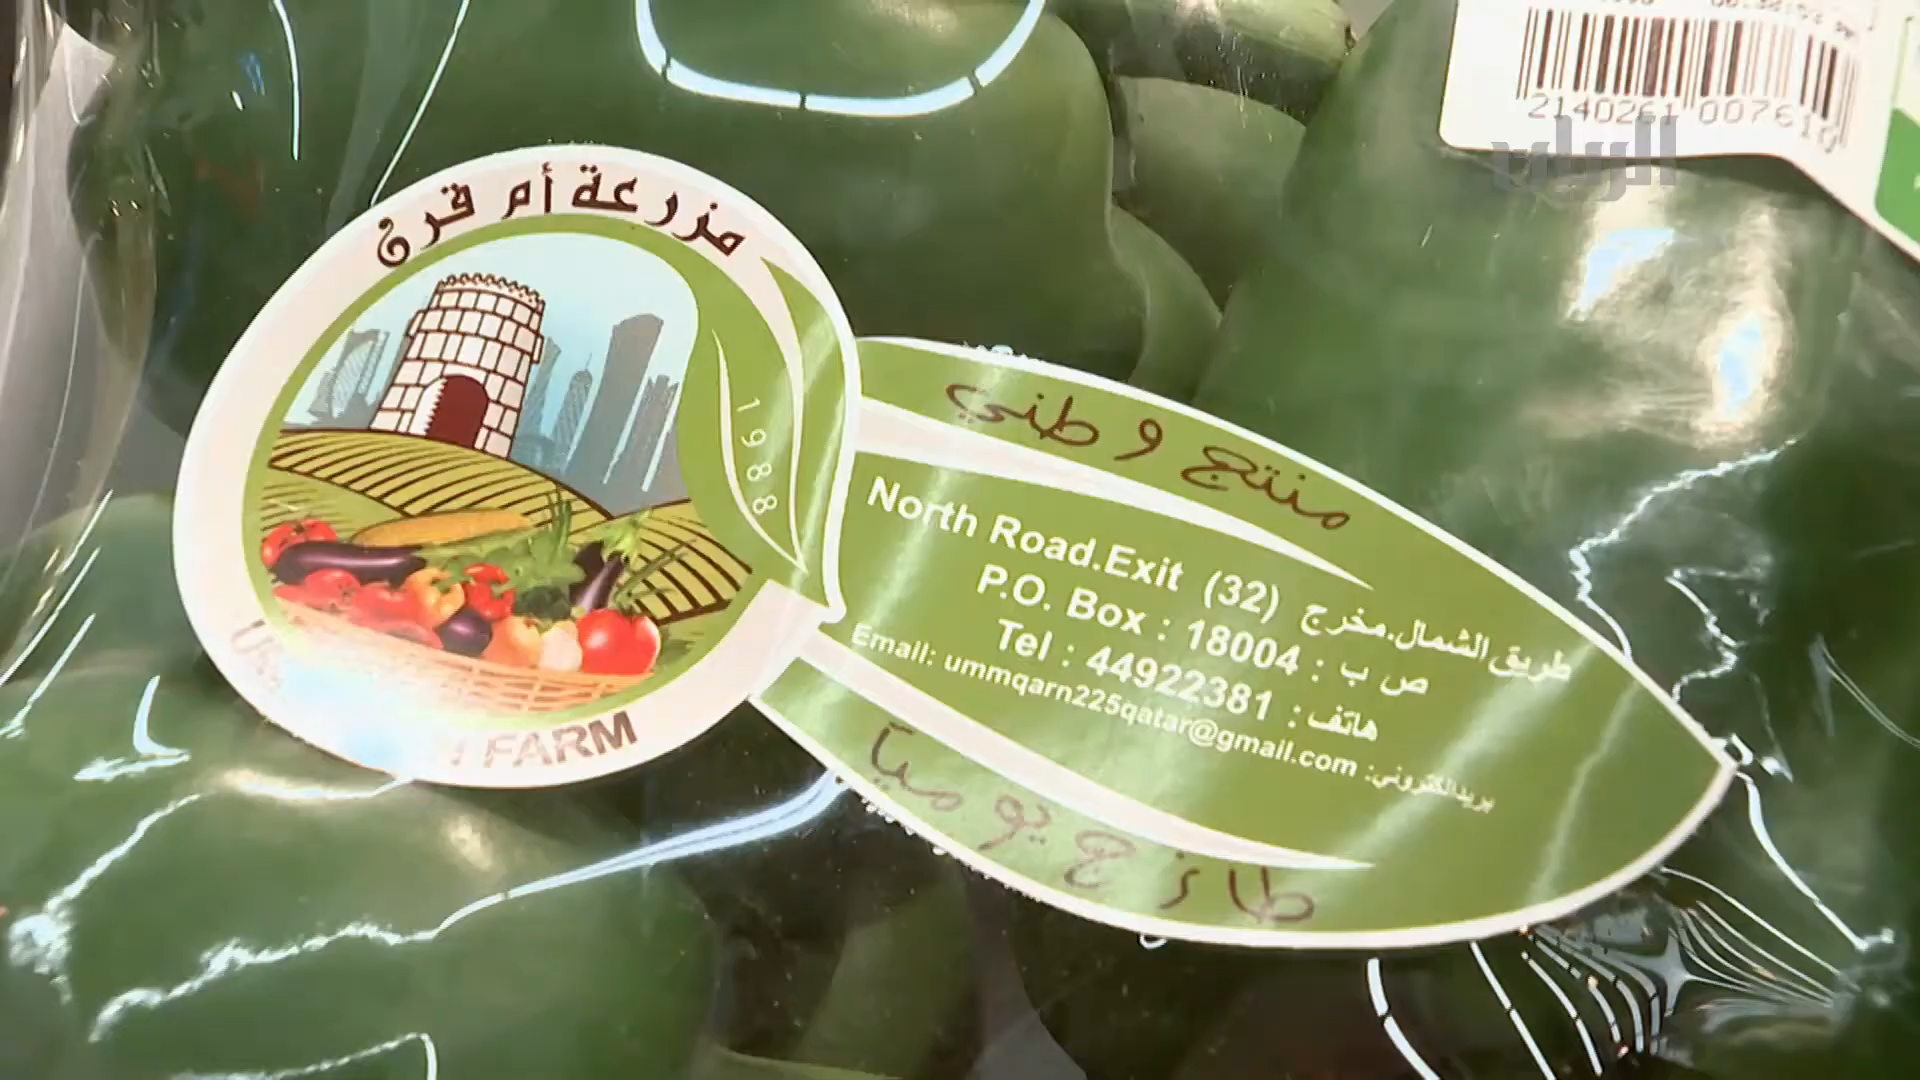 2140261 007610
الريان
مزرعة أم قرن
1988
FARM
منتج وطني
North Road.Exit (32) طريق الشمال.مخرج
P.O. Box : 18004 : ص ب
Tel : 44922381 : هاتف
Email: ummqarn225qatar@gmail.com :بريدالكتروني
طازج يومياً